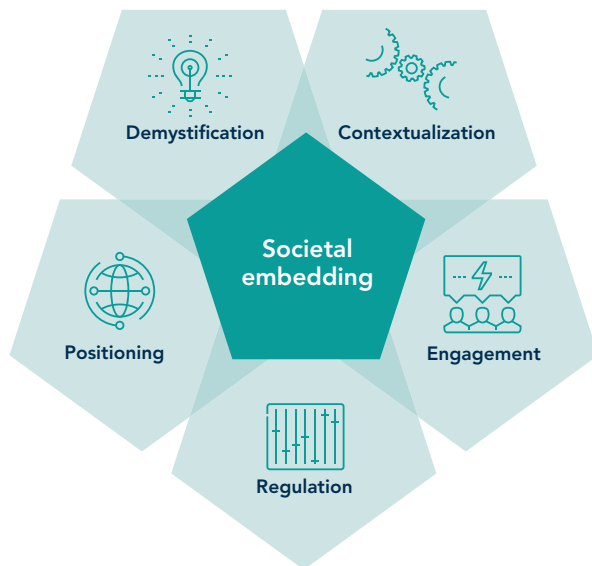 Demystification
Contextualization
Societal
embedding
Positioning
Engagement
Regulation